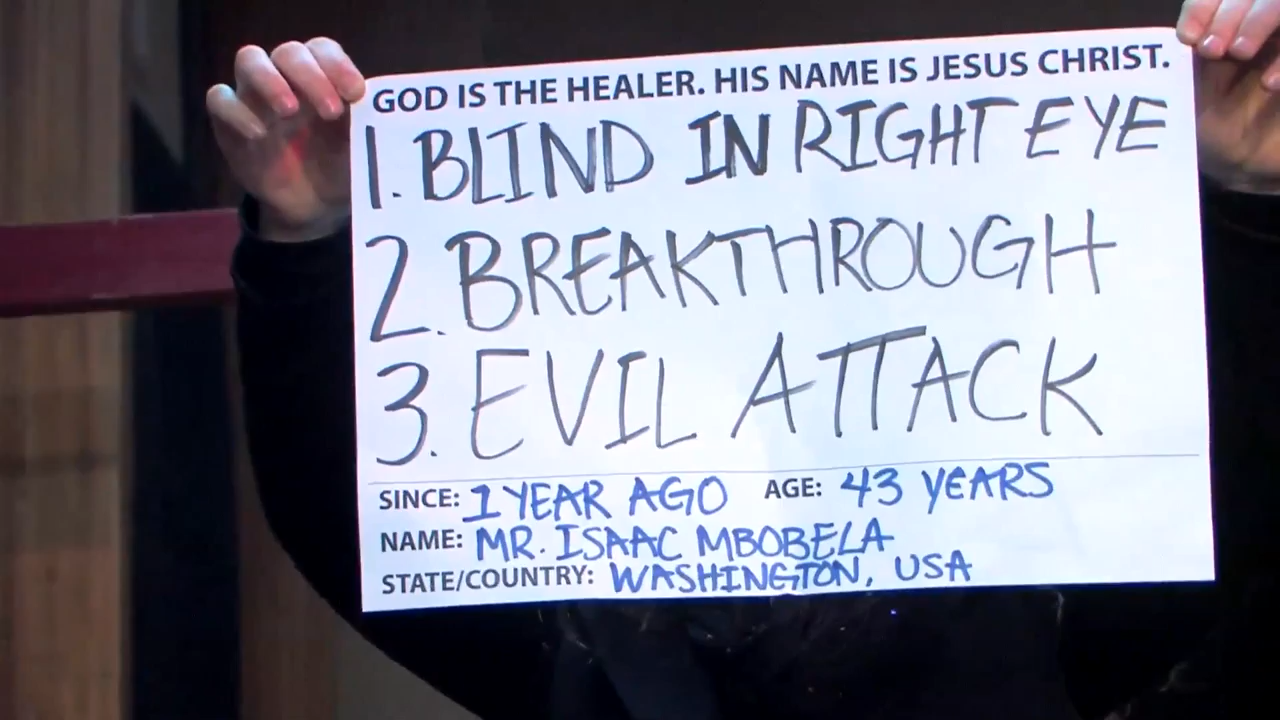 GOD IS THE HEALER. HIS NAME IS JESUS CHRIST.
1. BLIND IN RIGHT EYE
2. BREAKTHROUGH
3. EVIL ATTACK
SINCE: 1 YEAR AGO AGE: 43 YEARS
NAME: MR. ISAAC MBOBELA
STATE/COUNTRY: WASHINGTON, USA